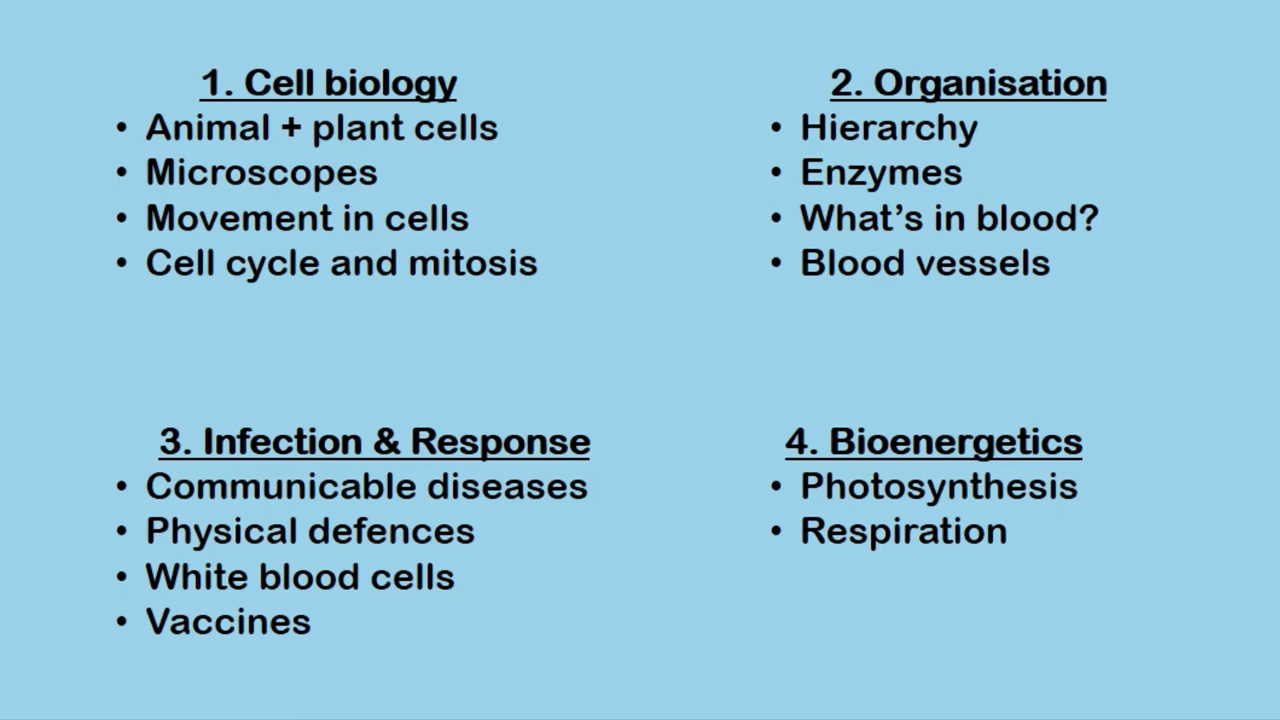 1. Cell biology
• Animal + plant cells
• Microscopes
• Movement in cells
• Cell cycle and mitosis
2. Organisation
• Hierarchy
• Enzymes
• What’s in blood?
• Blood vessels
3. Infection & Response
• Communicable diseases
• Physical defences
• White blood cells
• Vaccines
4. Bioenergetics
• Photosynthesis
• Respiration